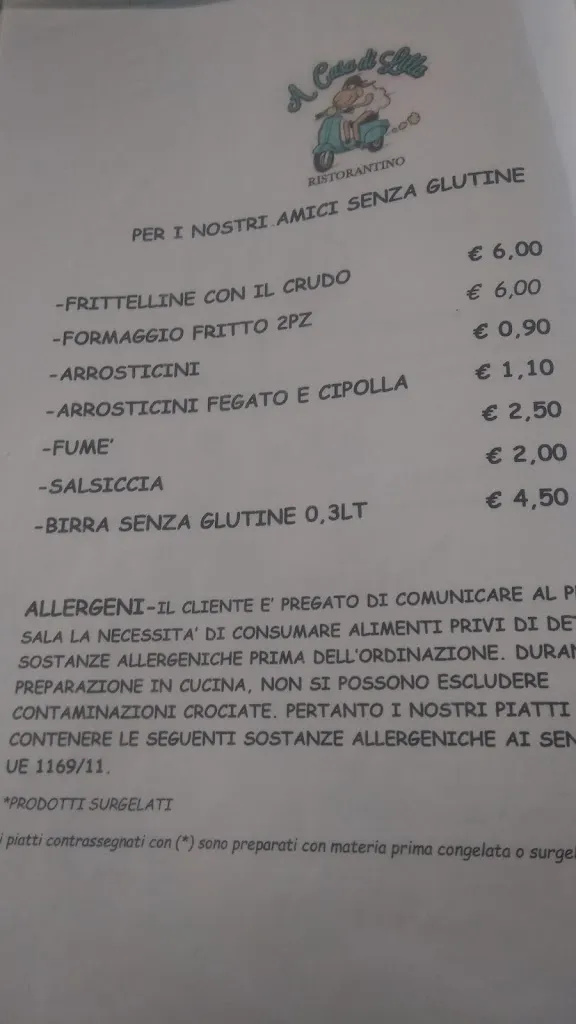 A Casa di Lillo
RISTORANTINO
PER I NOSTRI AMICI SENZA GLUTINE
-FRITTELLINE CON IL CRUDO € 6,00
-FORMAGGIO FRITTO 2PZ € 6,00
-ARROSTICINI € 0,90
-ARROSTICINI FEGATO E CIPOLLA € 1,10
-FUME' € 2,50
-SALSICCIA € 2,00
-BIRRA SENZA GLUTINE 0,3LT € 4,50
ALLERGENI-IL CLIENTE E' PREGATO DI COMUNICARE AL
SALA LA NECESSITA' DI CONSUMARE ALIMENTI PRIVI DI
SOSTANZE ALLERGENICHE PRIMA DELL'ORDINAZIONE.
PREPARAZIONE IN CUCINA, NON SI POSSONO ESCLUDERE
CONTAMINAZIONI CROCIATE. PERTANTO I NOSTRI PIATTI
CONTENERE LE SEGUENTI SOSTANZE ALLERGENICHE AI
UE 1169/11.
*PRODOTTI SURGELATI
i piatti contrassegnati con (*) sono preparati con materia prima congelata o